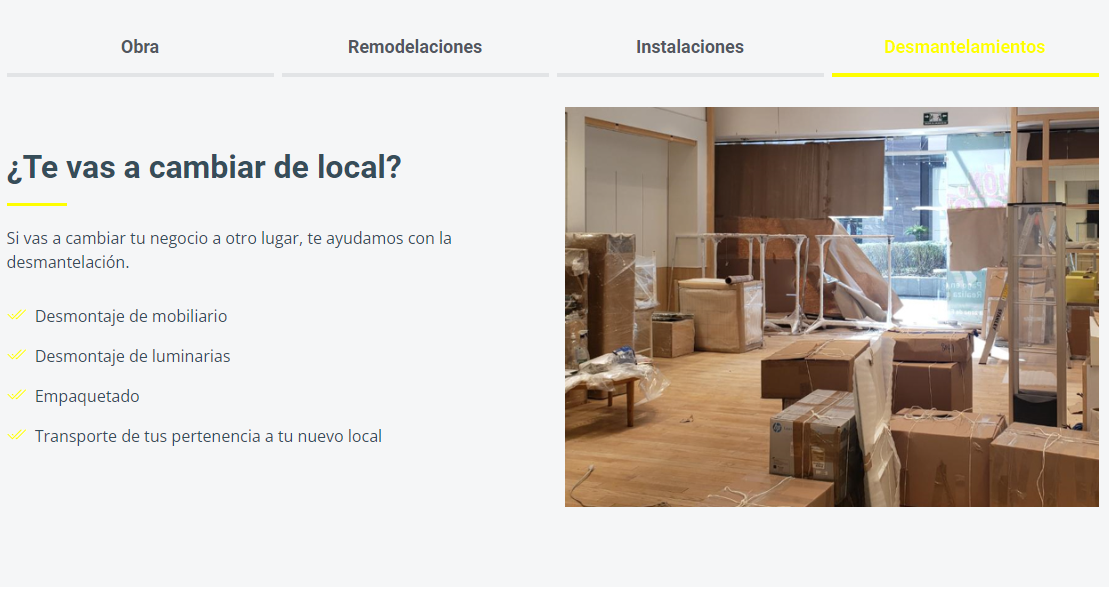 Obra
Remodelaciones
Instalaciones
Desmantelamientos
¿Te vas a cambiar de local?
Si vas a cambiar tu negocio a otro lugar, te ayudamos con la
desmantelación.
Desmontaje de mobiliario
Desmontaje de luminarias
Empaquetado
Transporte de tus pertenencia a tu nuevo local
hp